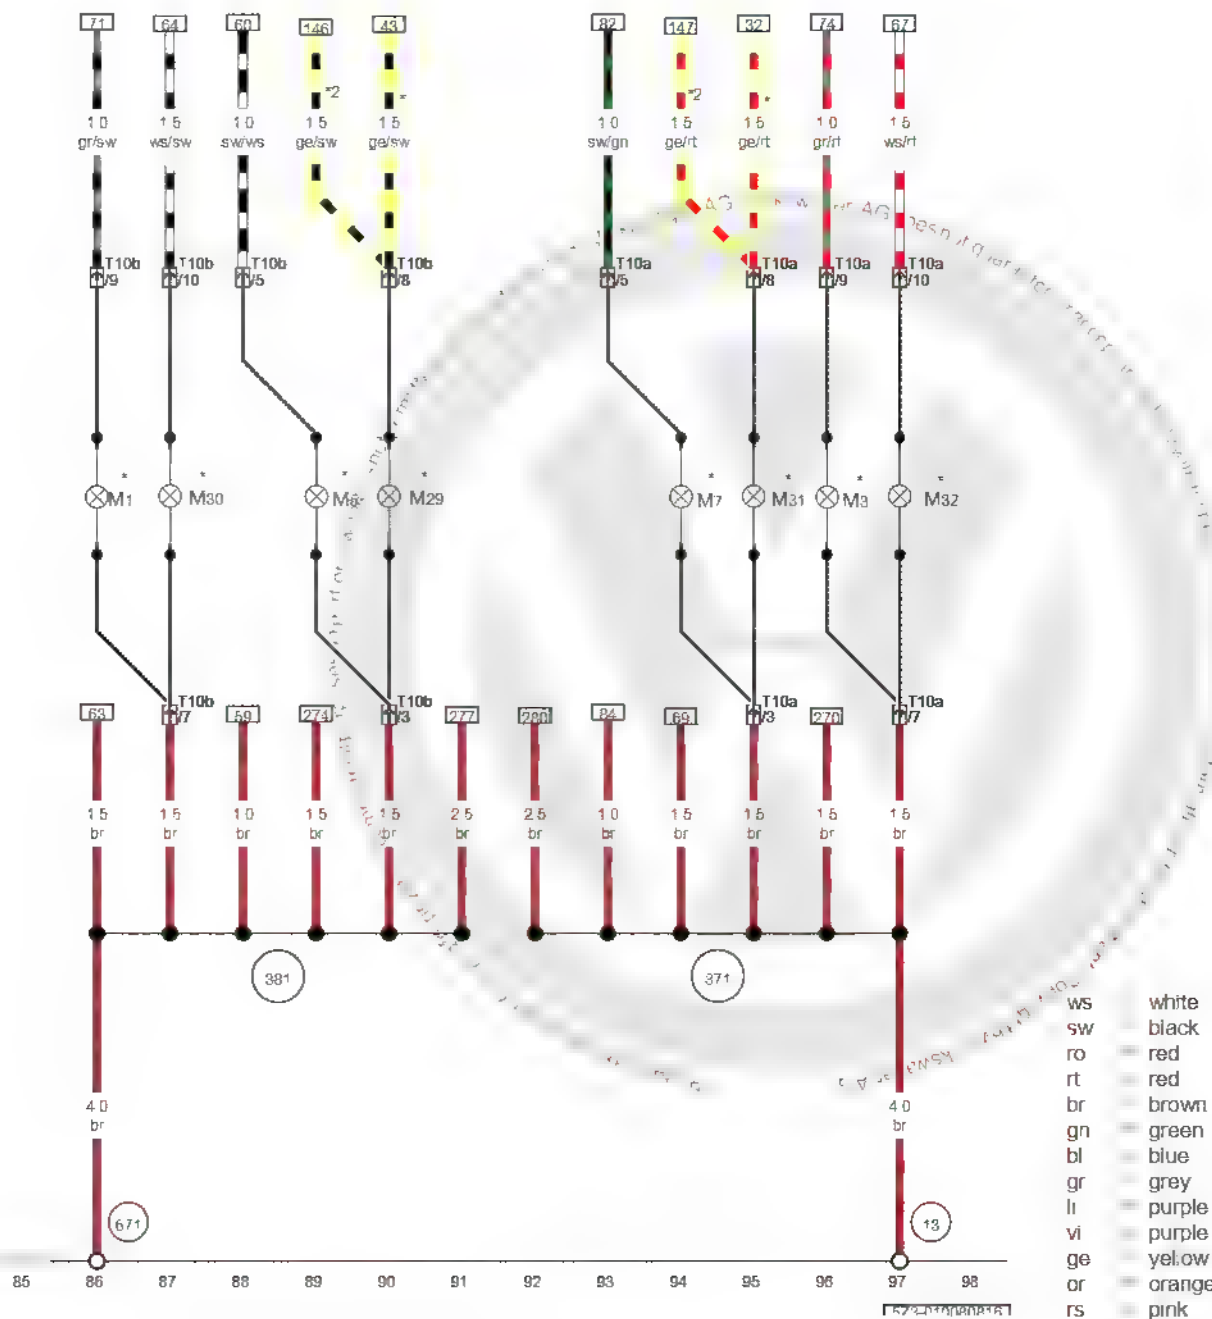 71 64 60 146 43 82 147 32 74 67
*2 * *2 *
1.0 1.5 1.0 1.5 1.5 1.0 1.5 1.5 1.0 1.5
gr/sw ws/sw sw/ws ge/sw ge/sw sw/gn ge/rt ge/rt gr/rt ws/rt
T10b T10b T10b T10b T10a T10a T10a T10a
/9 /10 /5 /8 /5 /8 /9 /10
* * * * * * * *
M1 M30 M29 M7 M31 M3 M32
T10b T10b T10a T10a
63 /7 59 274 /3 277 280 84 69 /3 270 /7
1.5 1.5 1.0 1.5 1.5 2.5 2.5 1.0 1.5 1.5 1.5 1.5
br br br br br br br br br br br br
381 371
4.0 4.0
br br
671 13
85 86 87 88 89 90 91 92 93 94 95 96 97 98
ws white
sw black
ro = red
rt = red
br = brown
gn = green
bl = blue
gr = grey
li = purple
vi = purple
ge = yellow
or = orange
rs = pink